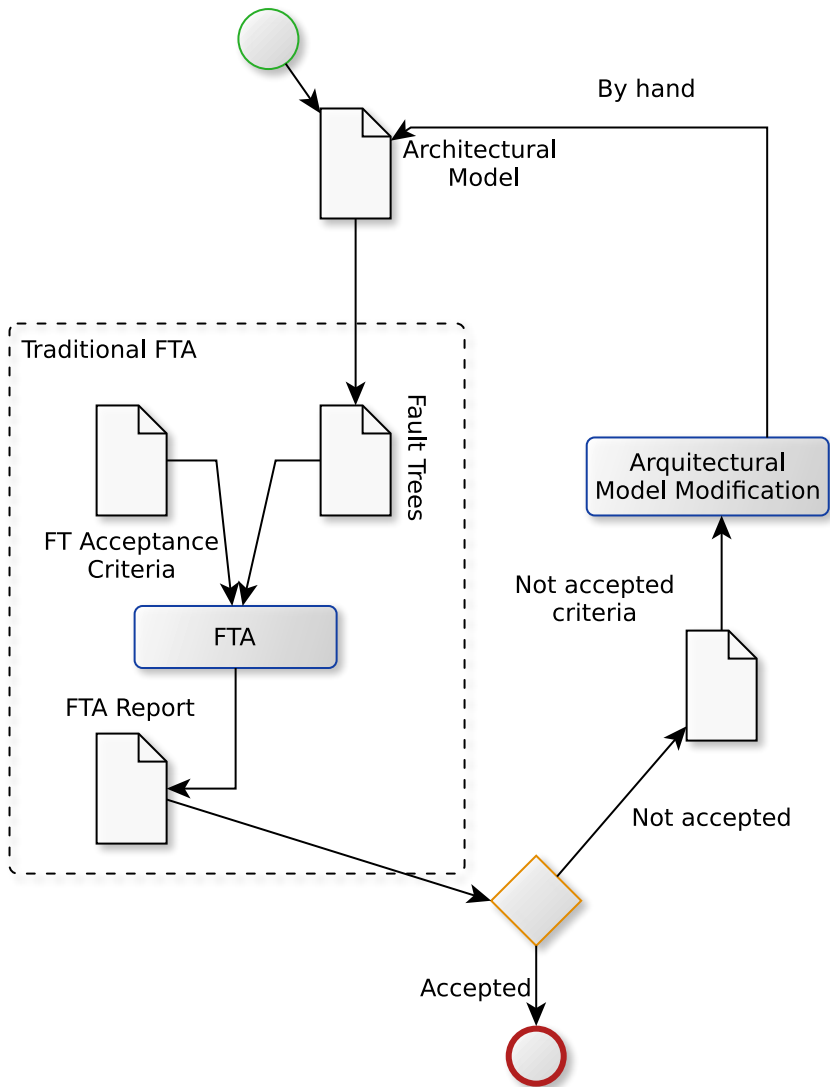 By hand
Architectural
Model
Traditional FTA
Fault Trees
FT Acceptance
Criteria
Arquitectural
Model Modification
Not accepted
criteria
FTA
FTA Report
Not accepted
Accepted